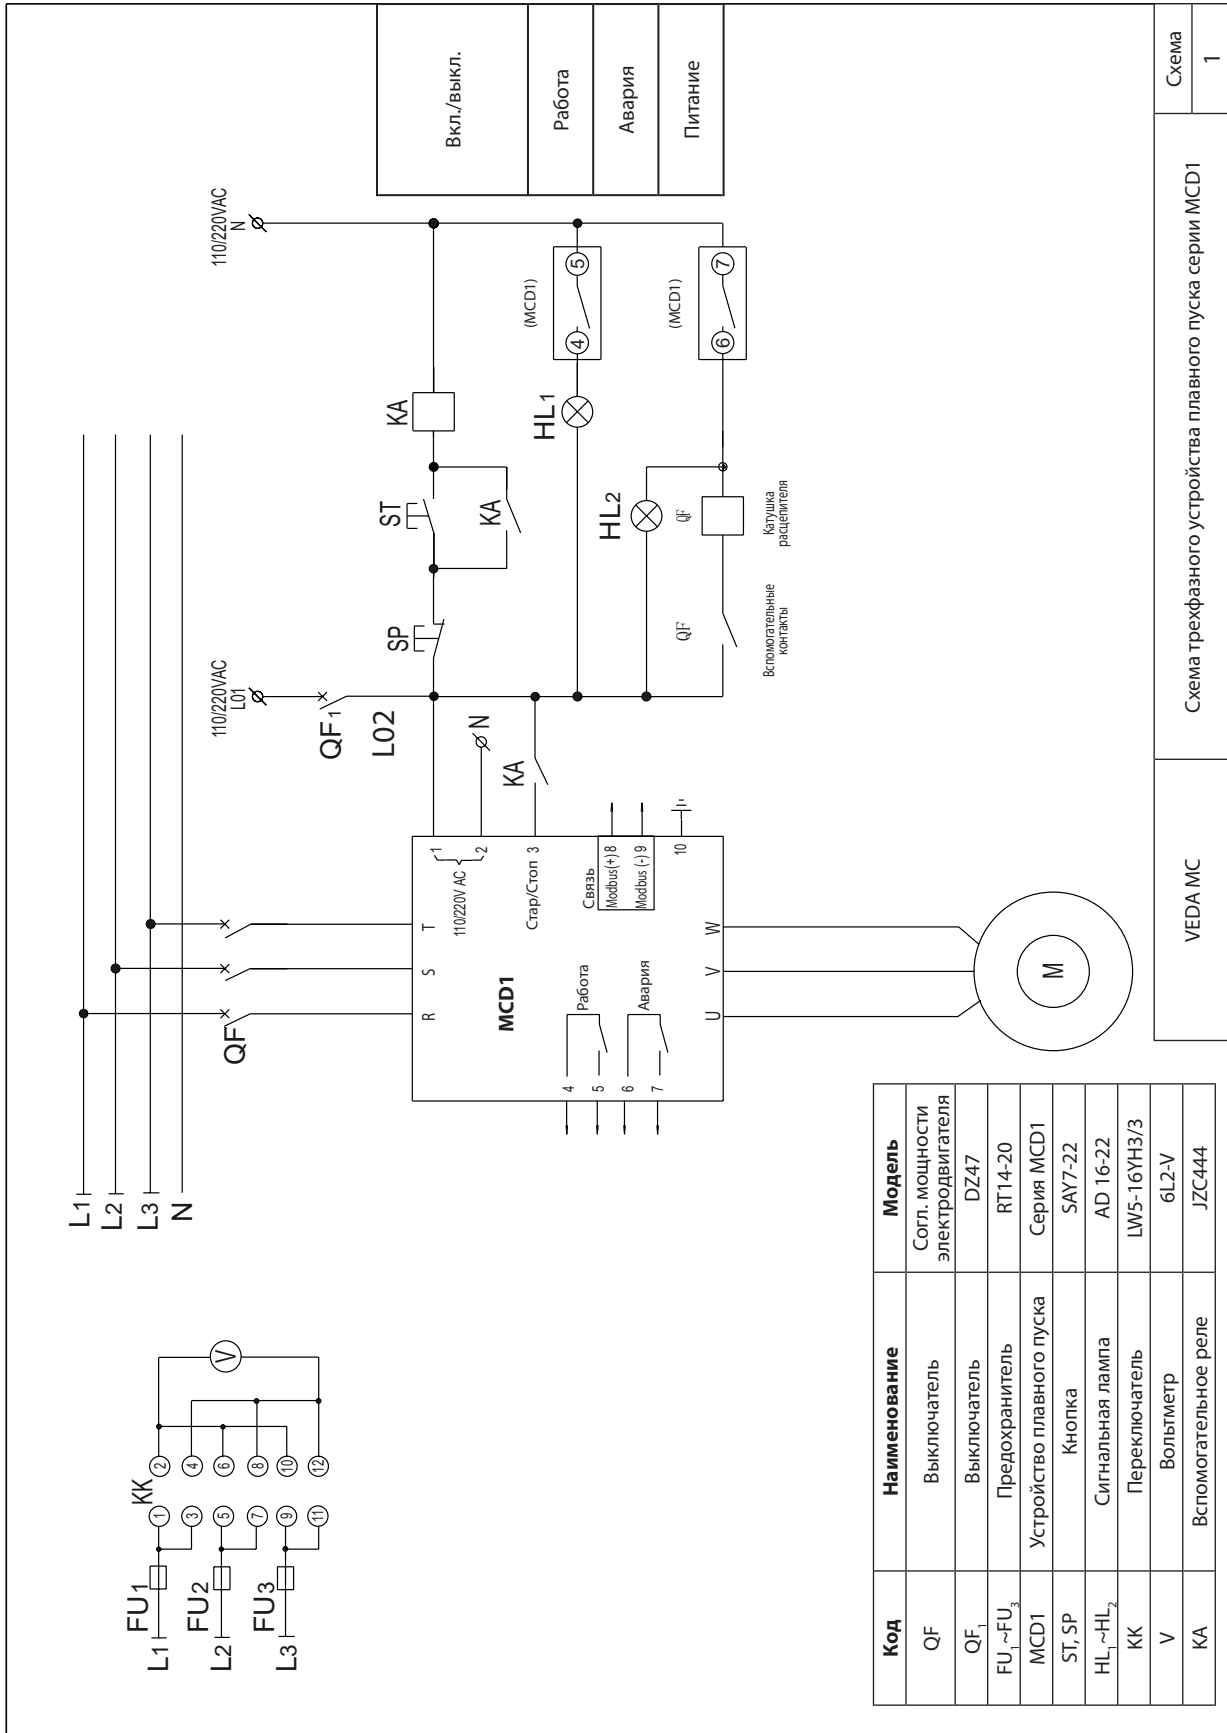 L1
L2
L3
N
FU1
FU2
FU3
L1
L2
L3
KK
1
2
3
4
5
6
7
8
9
10
11
12
V
QF
R
S
T
MCD1
1
2
110/220V AC
Стар/Стоп 3
Связь
Modbus(+) 8
Modbus (-) 9
10
Работа
Авария
4
5
6
7
U
V
W
M
110/220VAC
L01
QF1
L02
N
KA
SP
ST
KA
KA
110/220VAC
N
HL1
4
5
(MCD1)
HL2
6
7
(MCD1)
QF
Вспомогательные
контакты
QF
Катушка
расцепителя
Вкл./выкл.
Работа
Авария
Питание
Код Наименование Модель
QF Выключатель Согл. мощности
электродвигателя
QF1 Выключатель DZ47
FU1~FU3 Предохранитель RT14-20
MCD1 Устройство плавного пуска Серия MCD1
ST, SP Кнопка SAY7-22
HL1~HL2 Сигнальная лампа AD 16-22
KK Переключатель LW5-16YH3/3
V Вольтметр 6L2-V
KA Вспомогательное реле JZC444
VEDA MC
Схема трехфазного устройства плавного пуска серии MCD1
Схема
1